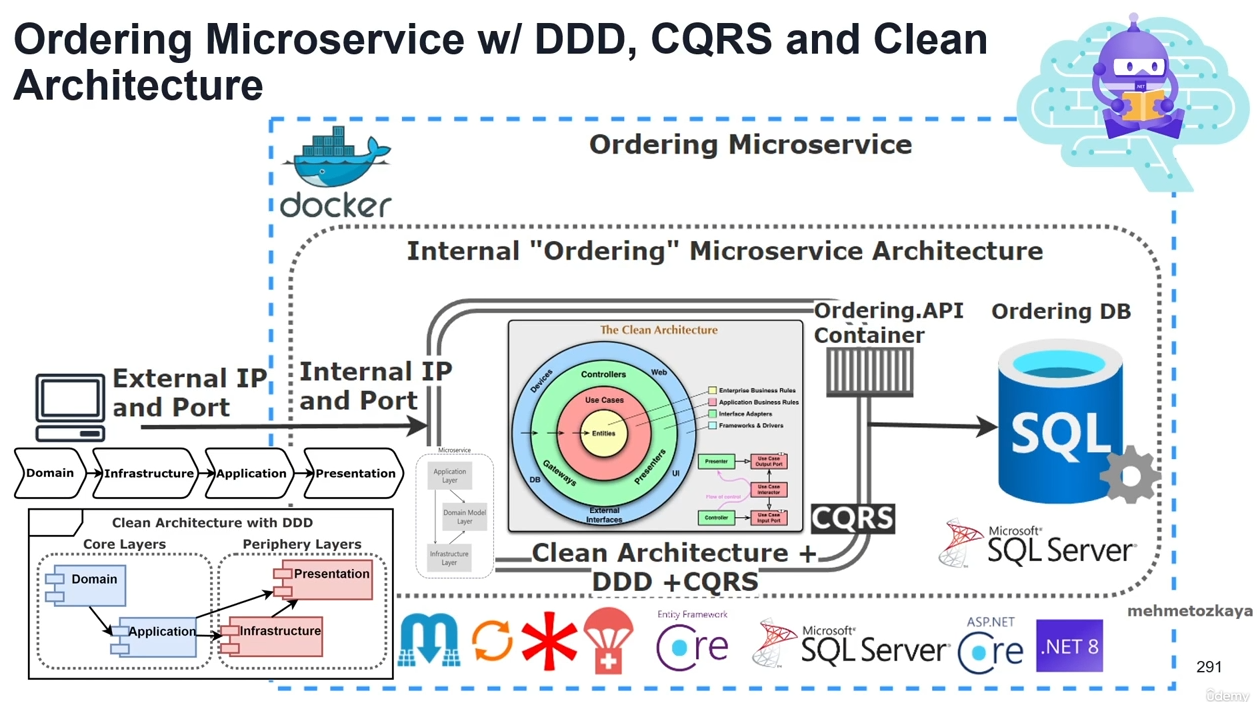 Ordering Microservice w/ DDD, CQRS and Clean
Architecture
.NET
docker
Ordering Microservice
Internal "Ordering" Microservice Architecture
External IP
and Port
Internal IP
and Port
Domain
Infrastructure
Application
Presentation
Microservice
Application
Layer
Domain Model
Layer
Infrastructure
Layer
The Clean Architecture
Devices
Controllers
Web
Use Cases
Entities
Gateways
Presenters
DB
UI
External
Interfaces
Enterprise Business Rules
Application Business Rules
Interface Adapters
Frameworks & Drivers
Presenter
Use Case
Output Port
Flow of control
Use Case
Interactor
Controller
Use Case
Input Port
Ordering.API
Container
CQRS
Clean Architecture +
DDD +CQRS
Ordering DB
SQL
Microsoft®
SQL Server®
Clean Architecture with DDD
Core Layers
Periphery Layers
Domain
Presentation
Application
Infrastructure
Entity Framework
Core
Microsoft®
SQL Server®
ASP.NET
Core
.NET 8
mehmetozkaya
291
Udemy